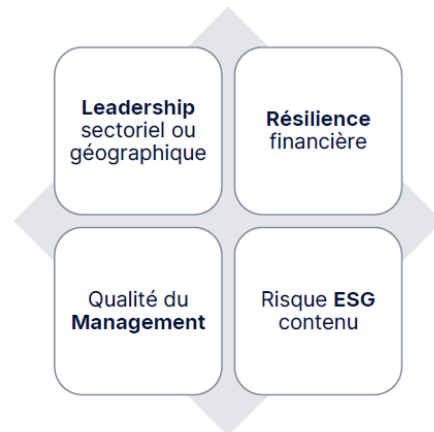 Leadership
sectoriel ou
géographique
Résilience
financière
Qualité du
Management
Risque ESG
contenu